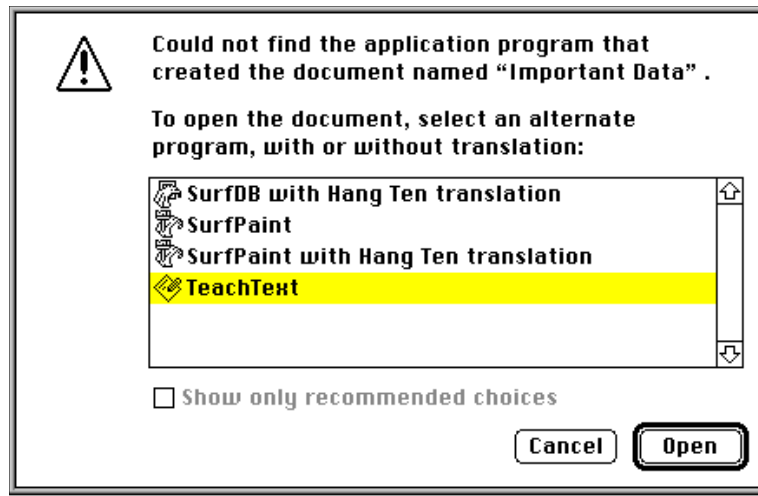 Could not find the application program that
created the document named “Important Data” .
To open the document, select an alternate
program, with or without translation:
SurfDB with Hang Ten translation
SurfPaint
SurfPaint with Hang Ten translation
TeachText
Show only recommended choices
Cancel Open